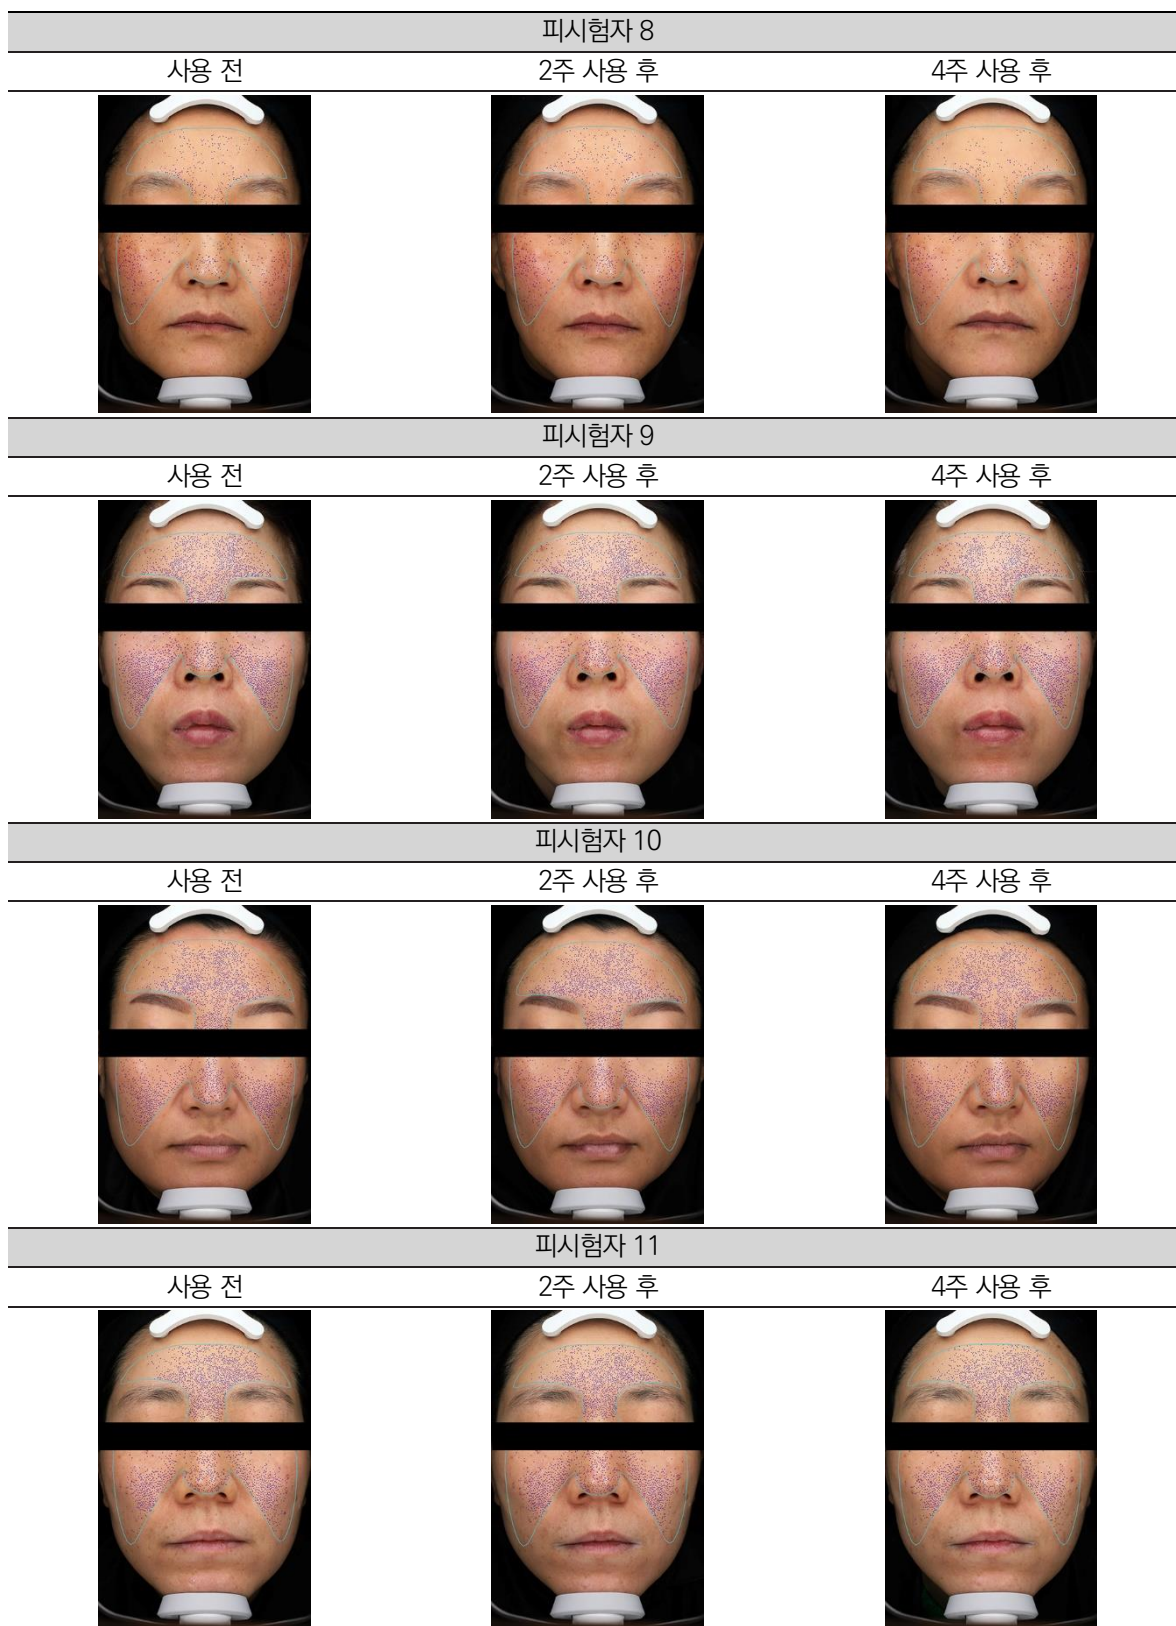 피시험자 8
사용 전 2주 사용 후 4주 사용 후
피시험자 9
사용 전 2주 사용 후 4주 사용 후
피시험자 10
사용 전 2주 사용 후 4주 사용 후
피시험자 11
사용 전 2주 사용 후 4주 사용 후